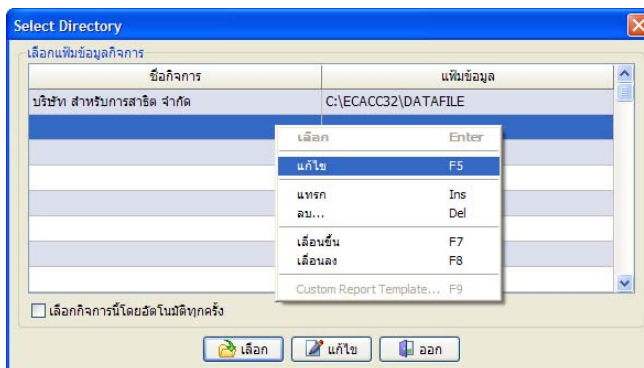 Select Directory
เลือกแฟ้มข้อมูลกิจการ
ชื่อกิจการ แฟ้มข้อมูล
บริษัท สำหรับการสาธิต จำกัด C:\ECACC32\DATAFILE
เลือก Enter
แก้ไข F5
แทรก Ins
ลบ... Del
เลื่อนขึ้น F7
เลื่อนลง F8
Custom Report Template... F9
เลือกกิจการนี้โดยอัตโนมัติทุกครั้ง
เลือก แก้ไข ออก